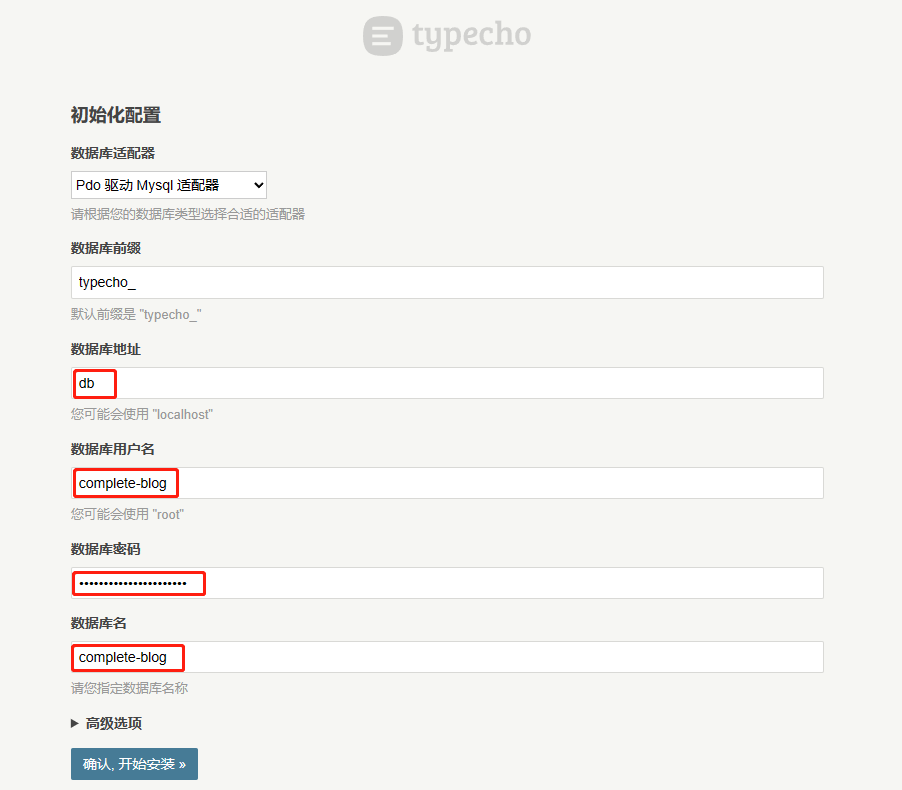 typecho
初始化配置
数据库适配器
Pdo 驱动 Mysql 适配器
请根据您的数据库类型选择合适的适配器
数据库前缀
typecho_
默认前缀是 "typecho_"
数据库地址
db
您可能会使用 "localhost"
数据库用户名
complete-blog
您可能会使用 "root"
数据库密码
••••••••••••••••••••••
数据库名
complete-blog
请您指定数据库名称
高级选项
确认, 开始安装 »